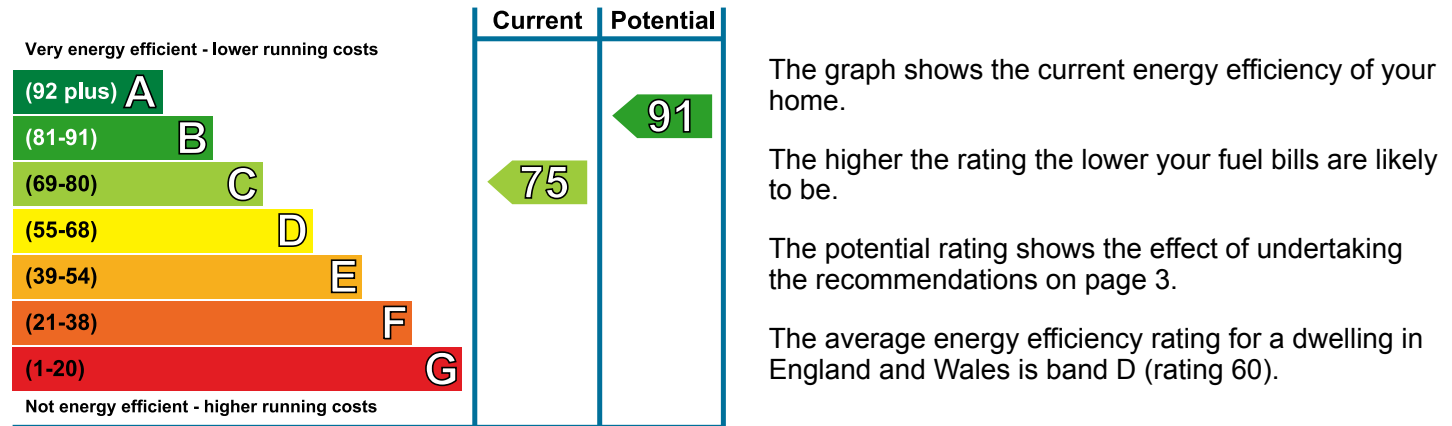 Current Potential
Very energy efficient - lower running costs
(92 plus) A
91
(81-91) B
(69-80) C
75
(55-68) D
(39-54) E
(21-38) F
(1-20) G
Not energy efficient - higher running costs
The graph shows the current energy efficiency of your
home.
The higher the rating the lower your fuel bills are likely
to be.
The potential rating shows the effect of undertaking
the recommendations on page 3.
The average energy efficiency rating for a dwelling in
England and Wales is band D (rating 60).